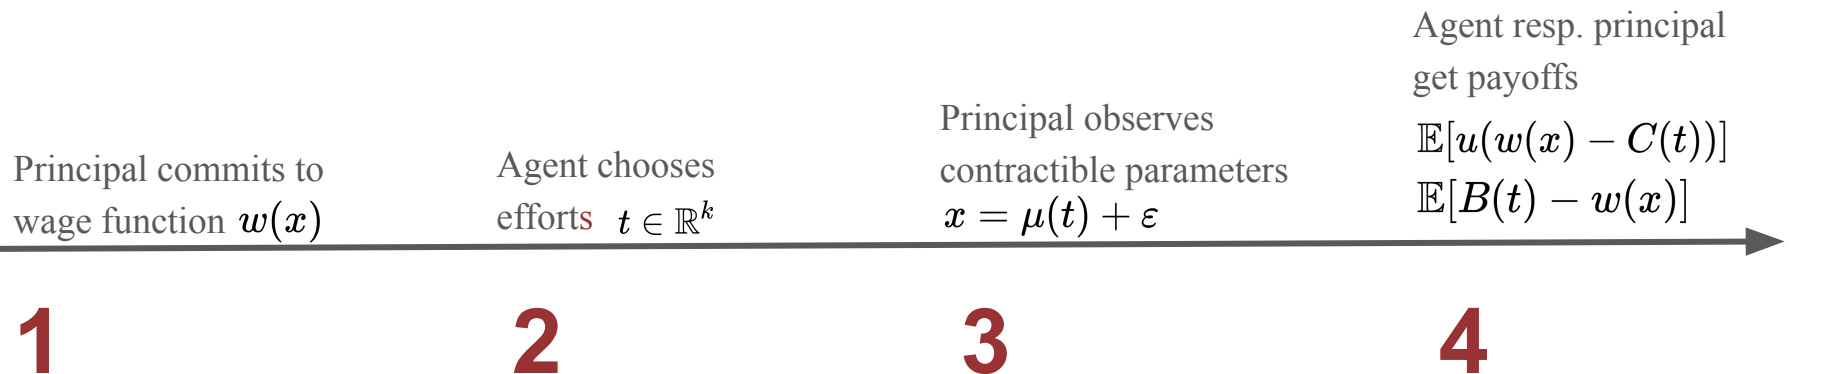 Principal commits to
wage function w(x)
Agent chooses
efforts t ∈ ℝᵏ
Principal observes
contractible parameters
x = μ(t) + ε
Agent resp. principal
get payoffs
𝔼[u(w(x) − C(t))]
𝔼[B(t) − w(x)]
1
2
3
4